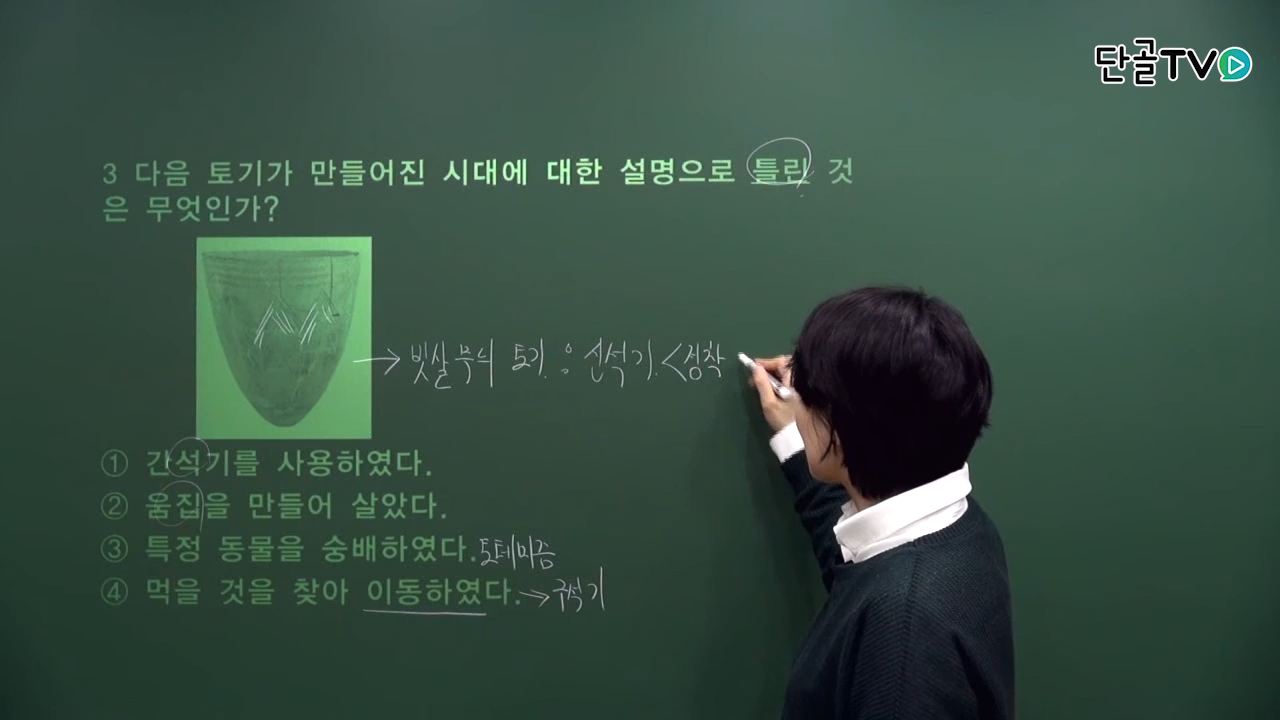 단골TV
3 다음 토기가 만들어진 시대에 대한 설명으로 틀린 것
은 무엇인가?
빗살무늬 토기 : 신석기. <정착
① 간석기를 사용하였다.
② 움집을 만들어 살았다.
③ 특정 동물을 숭배하였다. 토테미즘
④ 먹을 것을 찾아 이동하였다. → 구석기